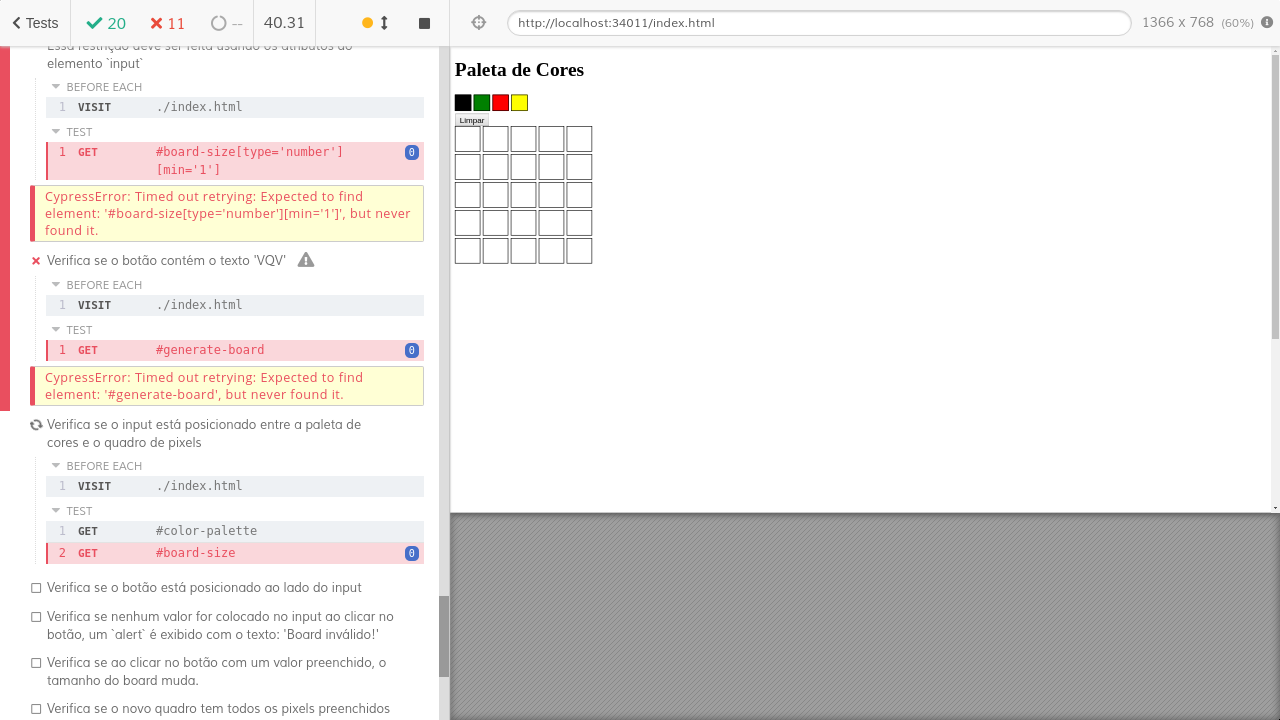 Tests
20
11
--
40.31
http://localhost:34011/index.html
1366 x 768 (60%)
Essa restrição deve ser feita usando os atributos do
elemento `input`
BEFORE EACH
1 VISIT ./index.html
TEST
1 GET #board-size[type='number']
[min='1']
0
CypressError: Timed out retrying: Expected to find
element: '#board-size[type='number'][min='1']', but never
found it.
Verifica se o botão contém o texto 'VQV'
BEFORE EACH
1 VISIT ./index.html
TEST
1 GET #generate-board 0
CypressError: Timed out retrying: Expected to find
element: '#generate-board', but never found it.
Verifica se o input está posicionado entre a paleta de
cores e o quadro de pixels
BEFORE EACH
1 VISIT ./index.html
TEST
1 GET #color-palette
2 GET #board-size 0
Verifica se o botão está posicionado ao lado do input
Verifica se nenhum valor for colocado no input ao clicar no
botão, um `alert` é exibido com o texto: 'Board inválido!'
Verifica se ao clicar no botão com um valor preenchido, o
tamanho do board muda.
Verifica se o novo quadro tem todos os pixels preenchidos
Paleta de Cores
Limpar